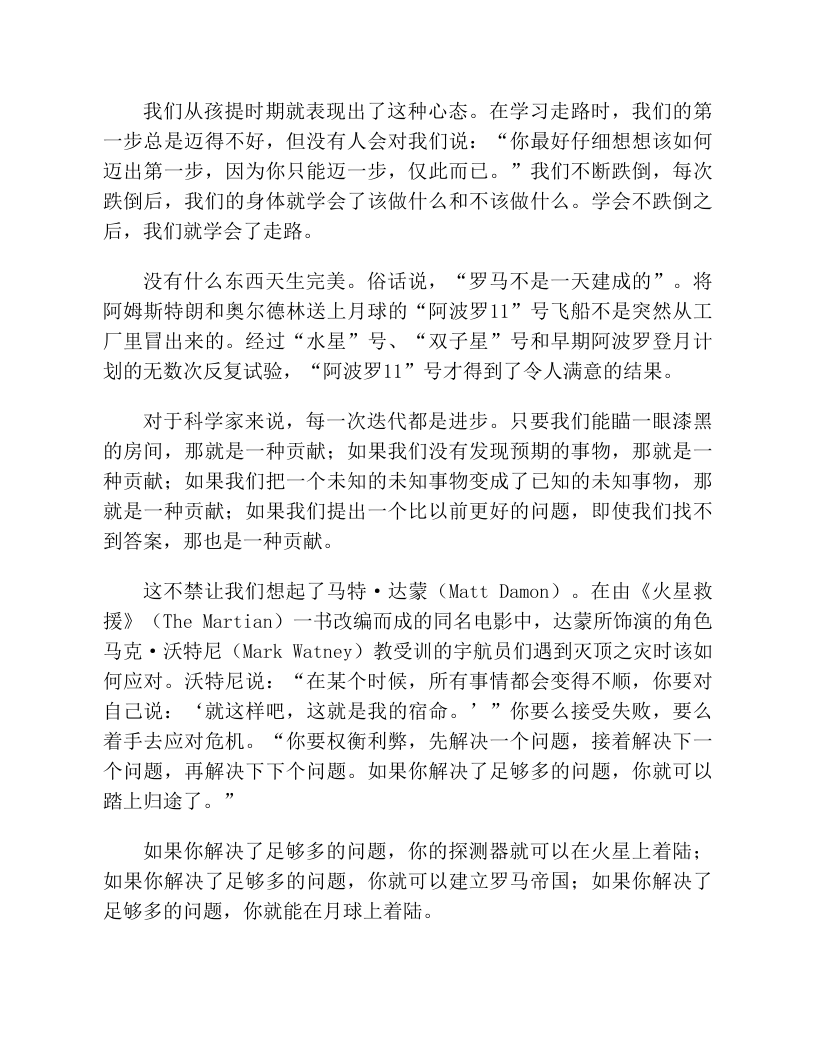 我们从孩提时期就表现出了这种心态。在学习走路时，我们的第
一步总是迈得不好，但没有人会对我们说：“你最好仔细想想该如何
迈出第一步，因为你只能迈一步，仅此而已。”我们不断跌倒，每次
跌倒后，我们的身体就学会了该做什么和不该做什么。学会不跌倒之
后，我们就学会了走路。
没有什么东西天生完美。俗话说，“罗马不是一天建成的”。将
阿姆斯特朗和奥尔德林送上月球的“阿波罗11”号飞船不是突然从工
厂里冒出来的。经过“水星”号、“双子星”号和早期阿波罗登月计
划的无数次反复试验，“阿波罗11”号才得到了令人满意的结果。
对于科学家来说，每一次迭代都是进步。只要我们能瞄一眼漆黑
的房间，那就是一种贡献；如果我们没有发现预期的事物，那就是一
种贡献；如果我们把一个未知的未知事物变成了已知的未知事物，那
就是一种贡献；如果我们提出一个比以前更好的问题，即使我们找不
到答案，那也是一种贡献。
这不禁让我们想起了马特·达蒙（Matt Damon）。在由《火星救
援》（The Martian）一书改编而成的同名电影中，达蒙所饰演的角色
马克·沃特尼（Mark Watney）教受训的宇航员们遇到灭顶之灾时该如
何应对。沃特尼说：“在某个时候，所有事情都会变得不顺，你要对
自己说：‘就这样吧，这就是我的宿命。’”你要么接受失败，要么
着手去应对危机。“你要权衡利弊，先解决一个问题，接着解决下一
个问题，再解决下下个问题。如果你解决了足够多的问题，你就可以
踏上归途了。”
如果你解决了足够多的问题，你的探测器就可以在火星上着陆；
如果你解决了足够多的问题，你就可以建立罗马帝国；如果你解决了
足够多的问题，你就能在月球上着陆。